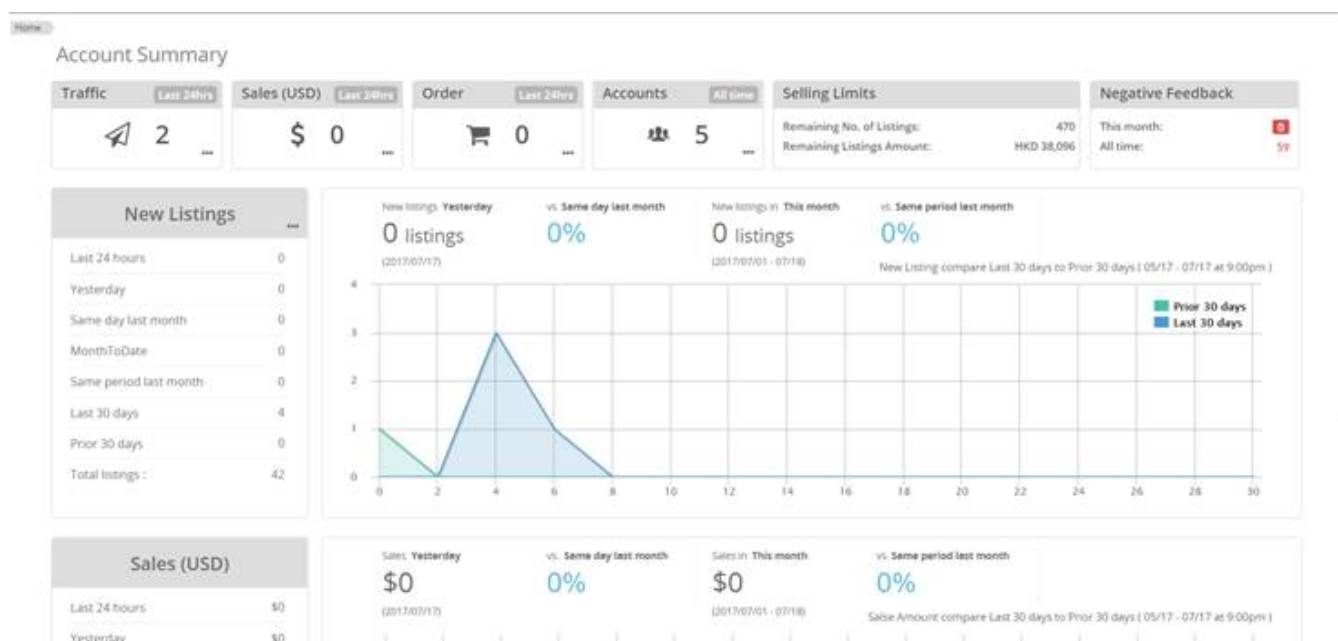 Home
Account Summary
Traffic Last 24hrs
2 ...
Sales (USD) Last 24hrs
$ 0 ...
Order Last 24hrs
0 ...
Accounts All time
5 ...
Selling Limits
Remaining No. of Listings: 470
Remaining Listings Amount: HKD 38,096
Negative Feedback
This month: 0
All time: 59
New Listings ...
Last 24 hours 0
Yesterday 0
Same day last month 0
MonthToDate 0
Same period last month 0
Last 30 days 4
Prior 30 days 0
Total listings : 42
New listings Yesterday
0 listings
(2017/07/17)
vs. Same day last month
0%
New listings in This month
0 listings
(2017/07/01 - 07/18)
vs. Same period last month
0%
New Listing compare Last 30 days to Prior 30 days ( 05/17 - 07/17 at 9:00pm )
Prior 30 days
Last 30 days
4
3
2
1
0
0 2 4 6 8 10 12 14 16 18 20 22 24 26 28 30
Sales (USD)
Last 24 hours $0
Yesterday $0
Sales Yesterday
$0
(2017/07/17)
vs. Same day last month
0%
Sales in This month
$0
(2017/07/01 - 07/18)
vs. Same period last month
0%
Salse Amount compare Last 30 days to Prior 30 days ( 05/17 - 07/17 at 9:00pm )